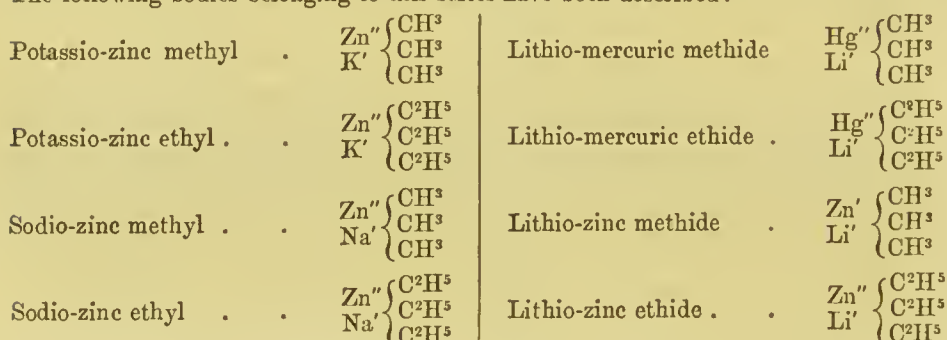 The following bodies belonging to this series have been described :
Potassio-zinc methyl . Zn″ K′ { CH³ CH³ CH³
Potassio-zinc ethyl . . Zn″ K′ { C²H⁵ C²H⁵ C²H⁵
Sodio-zinc methyl . . Zn″ Na′ { CH³ CH³ CH³
Sodio-zinc ethyl . . Zn″ Na′ { C²H⁵ C²H⁵ C²H⁵
Lithio-mercuric methide Hg″ Li′ { CH³ CH³ CH³
Lithio-mercuric ethide . Hg″ Li′ { C²H⁵ C²H⁵ C²H⁵
Lithio-zinc methide . Zn′ Li′ { CH³ CH³ CH³
Lithio-zinc ethide . . Zn″ Li′ { C²H⁵ C²H⁵ C²H⁵